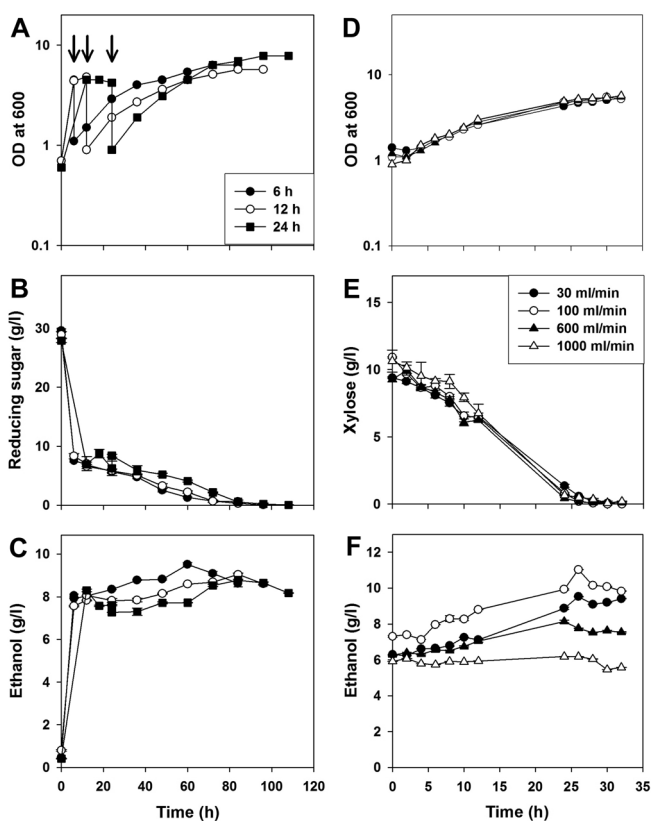 A
OD at 600
10
1
0.1
6 h
12 h
24 h
B
Reducing sugar (g/l)
30
20
10
0
C
Ethanol (g/l)
10
8
6
4
2
0
0 20 40 60 80 100 120
Time (h)
D
OD at 600
10
1
0.1
E
Xylose (g/l)
15
10
5
0
30 ml/min
100 ml/min
600 ml/min
1000 ml/min
F
Ethanol (g/l)
12
10
8
6
4
2
0
0 5 10 15 20 25 30 35
Time (h)